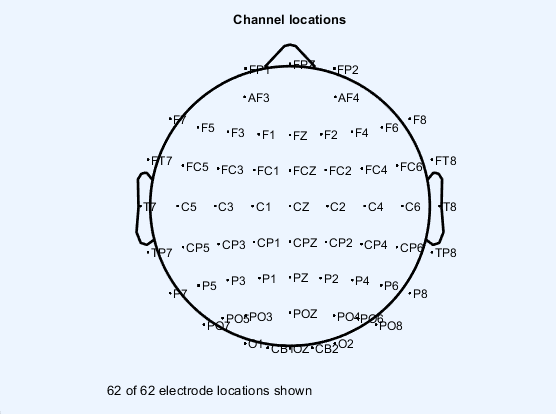 Channel locations
FP1 FPZ FP2
AF3 AF4
F7 F5 F3 F1 FZ F2 F4 F6 F8
FT7 FC5 FC3 FC1 FCZ FC2 FC4 FC6 FT8
T7 C5 C3 C1 CZ C2 C4 C6 T8
TP7 CP5 CP3 CP1 CPZ CP2 CP4 CP6 TP8
P7 P5 P3 P1 PZ P2 P4 P6 P8
PO7 PO5 PO3 POZ PO4 PO6 PO8
O1 CB1 OZ CB2 O2
62 of 62 electrode locations shown